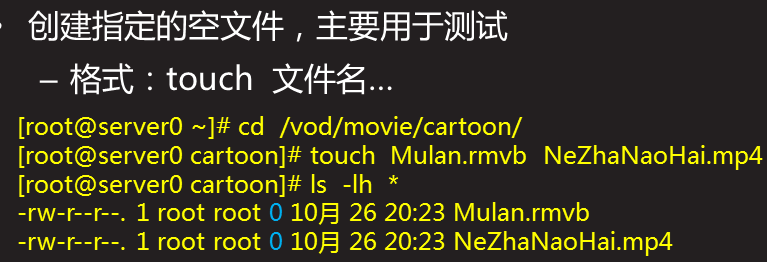 • 创建指定的空文件，主要用于测试
– 格式：touch 文件名…
[root@server0 ~]# cd /vod/movie/cartoon/
[root@server0 cartoon]# touch Mulan.rmvb NeZhaNaoHai.mp4
[root@server0 cartoon]# ls -lh *
-rw-r--r--. 1 root root 0 10月 26 20:23 Mulan.rmvb
-rw-r--r--. 1 root root 0 10月 26 20:23 NeZhaNaoHai.mp4